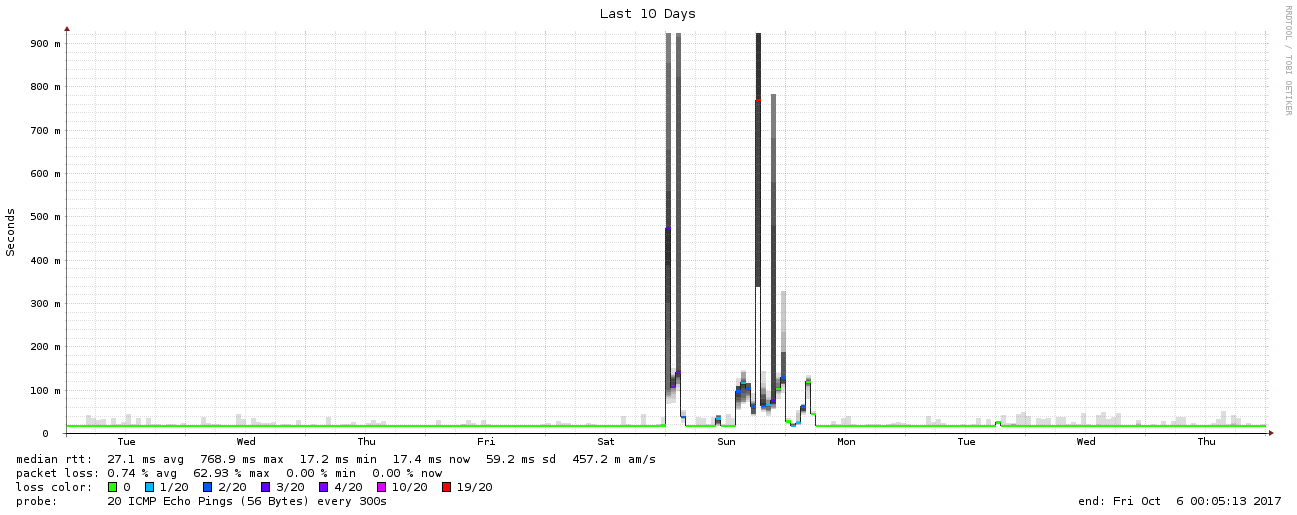 Last 10 Days
RRDTOOL / TOBI OETIKER
Seconds
900 m
800 m
700 m
600 m
500 m
400 m
300 m
200 m
100 m
0
Tue Wed Thu Fri Sat Sun Mon Tue Wed Thu
median rtt: 27.1 ms avg 768.9 ms max 17.2 ms min 17.4 ms now 59.2 ms sd 457.2 m am/s
packet loss: 0.74 % avg 62.93 % max 0.00 % min 0.00 % now
loss color: 0 1/20 2/20 3/20 4/20 10/20 19/20
probe: 20 ICMP Echo Pings (56 Bytes) every 300s end: Fri Oct 6 00:05:13 2017